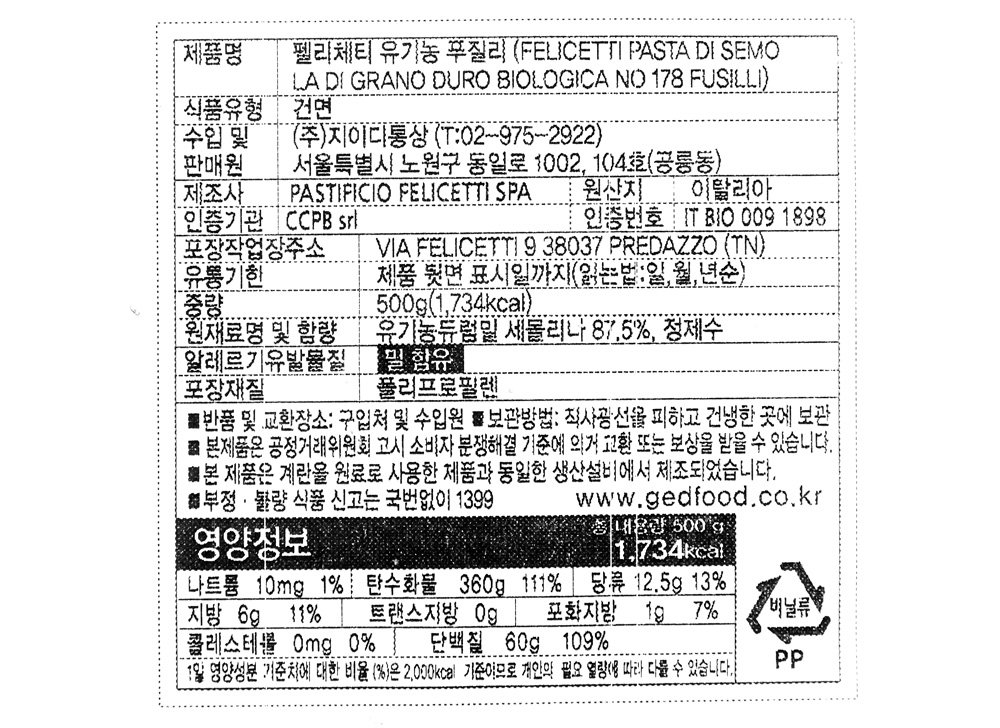 제품명 펠리체티 유기농 푸질리 (FELICETTI PASTA DI SEMO
LA DI GRANO DURO BIOLOGICA NO 178 FUSILLI)
식품유형 건면
수입 및 (주)지이디통상 (T:02-975-2922)
판매원 서울특별시 노원구 동일로 1002, 104호(공릉동)
제조사 PASTIFICIO FELICETTI SPA 원산지 이탈리아
인증기관 CCPB srl 인증번호 IT BIO 009 1898
포장작업장주소 VIA FELICETTI 9 38037 PREDAZZO (TN)
유통기한 제품 뒷면 표시일까지(읽는법:일,월,년순)
중량 500g(1,734kcal)
원재료명 및 함량 유기농듀럼밀 세몰리나 87.5%, 정제수
알레르기유발물질 밀 함유
포장재질 폴리프로필렌
■반품 및 교환장소: 구입처 및 수입원 ■보관방법: 직사광선을 피하고 건냉한 곳에 보관
■본제품은 공정거래위원회 고시 소비자 분쟁해결 기준에 의거 교환 또는 보상을 받을 수 있습니다.
■본 제품은 계란을 원료로 사용한 제품과 동일한 생산설비에서 제조되었습니다.
■부정·불량 식품 신고는 국번없이 1399 www.gedfood.co.kr
영양정보 총 내용량 500 g
1,734kcal
나트륨 10mg 1% 탄수화물 360g 111% 당류 12.5g 13%
지방 6g 11% 트랜스지방 0g 포화지방 1g 7%
콜레스테롤 0mg 0% 단백질 60g 109%
1일 영양성분 기준치에 대한 비율 (%)은 2,000kcal 기준이므로 개인의 필요 열량에 따라 다를 수 있습니다.
비닐류
PP